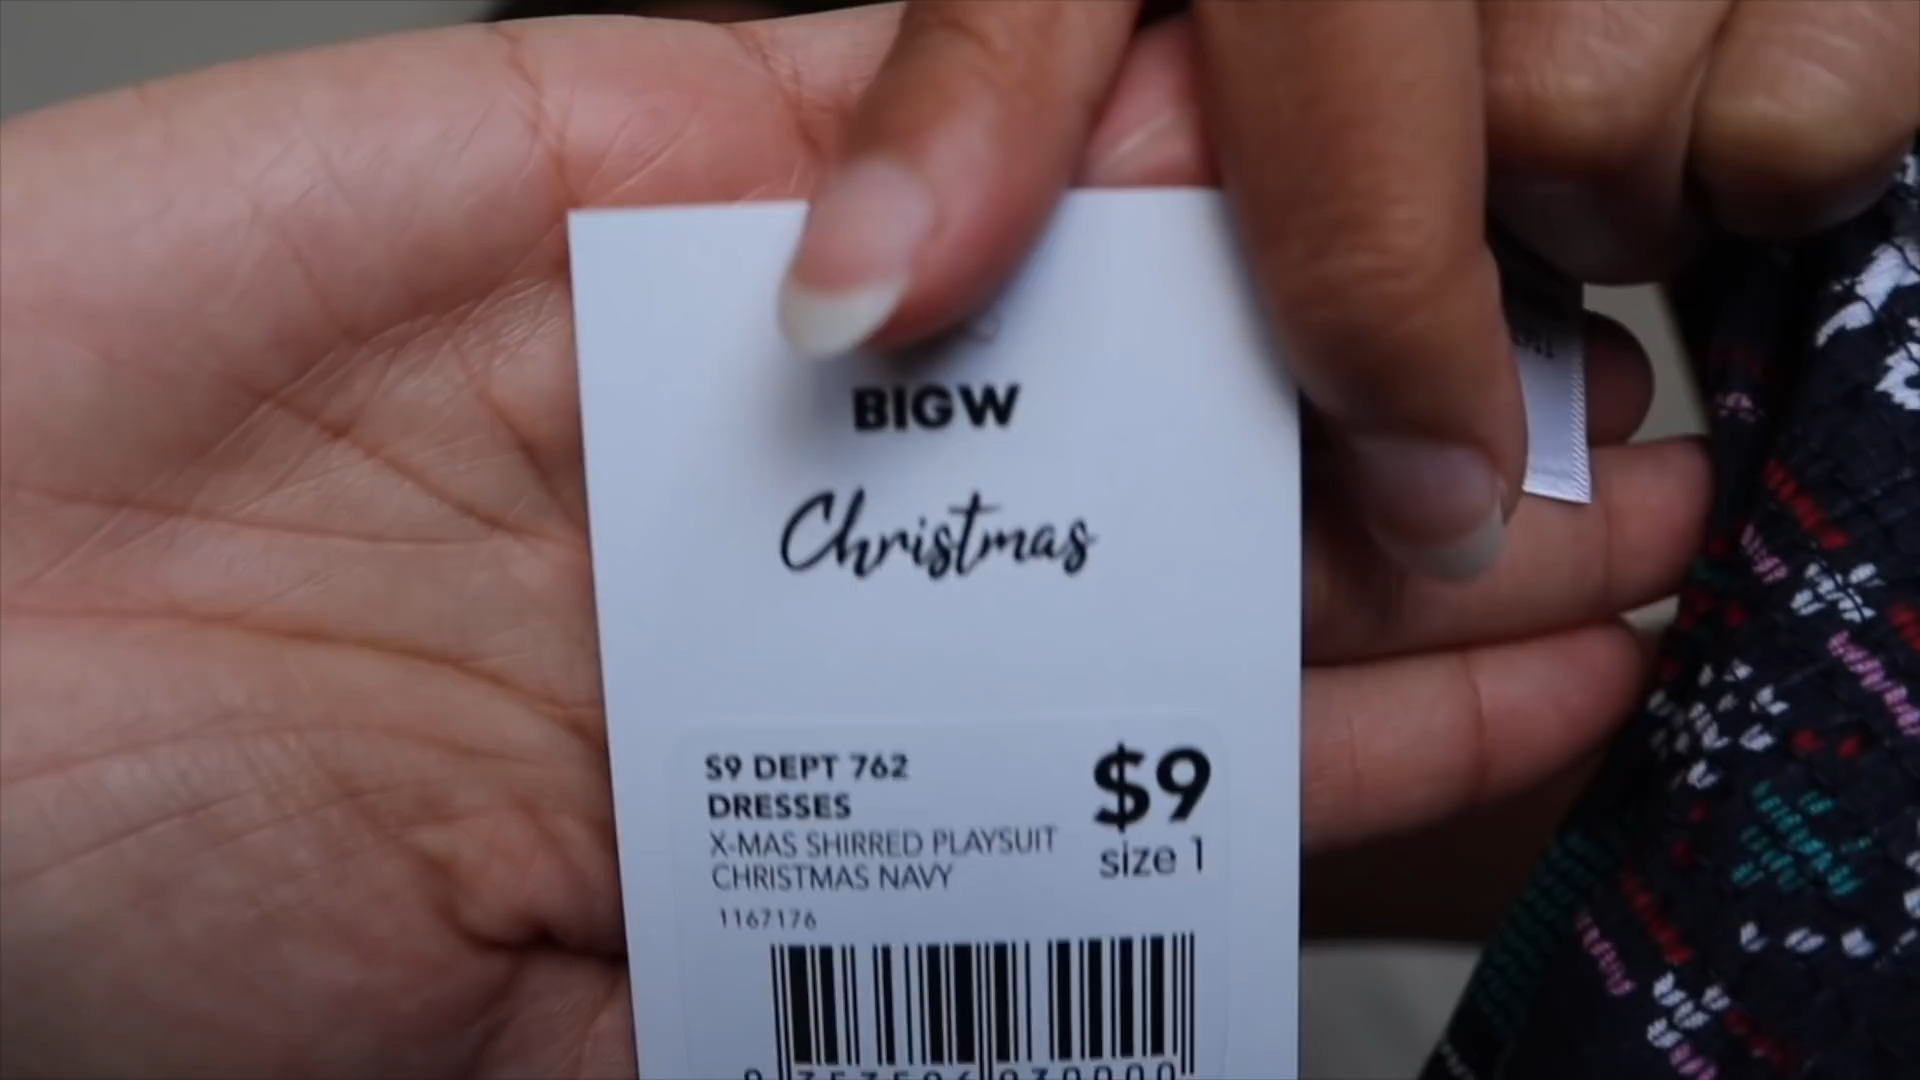 BIGW
Christmas
S9 DEPT 762
DRESSES
X-MAS SHIRRED PLAYSUIT
CHRISTMAS NAVY
1167176
$9
size 1